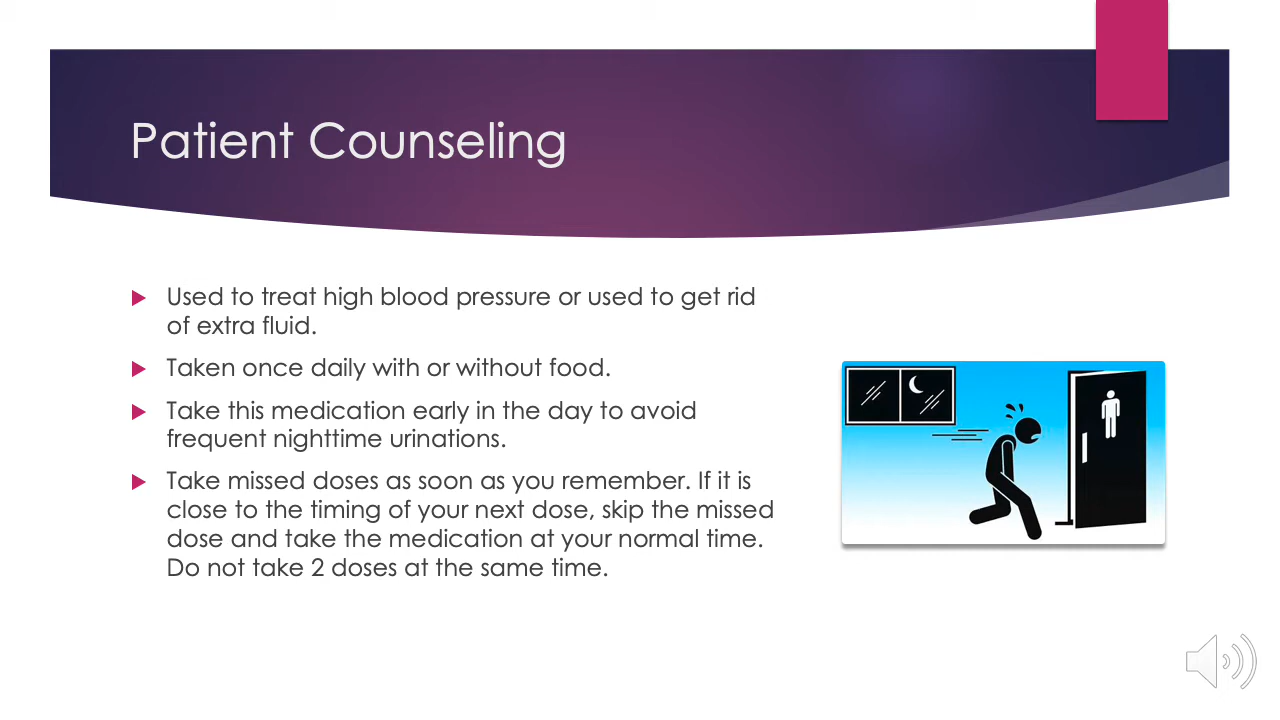 Patient Counseling
Used to treat high blood pressure or used to get rid
of extra fluid.
Taken once daily with or without food.
Take this medication early in the day to avoid
frequent nighttime urinations.
Take missed doses as soon as you remember. If it is
close to the timing of your next dose, skip the missed
dose and take the medication at your normal time.
Do not take 2 doses at the same time.